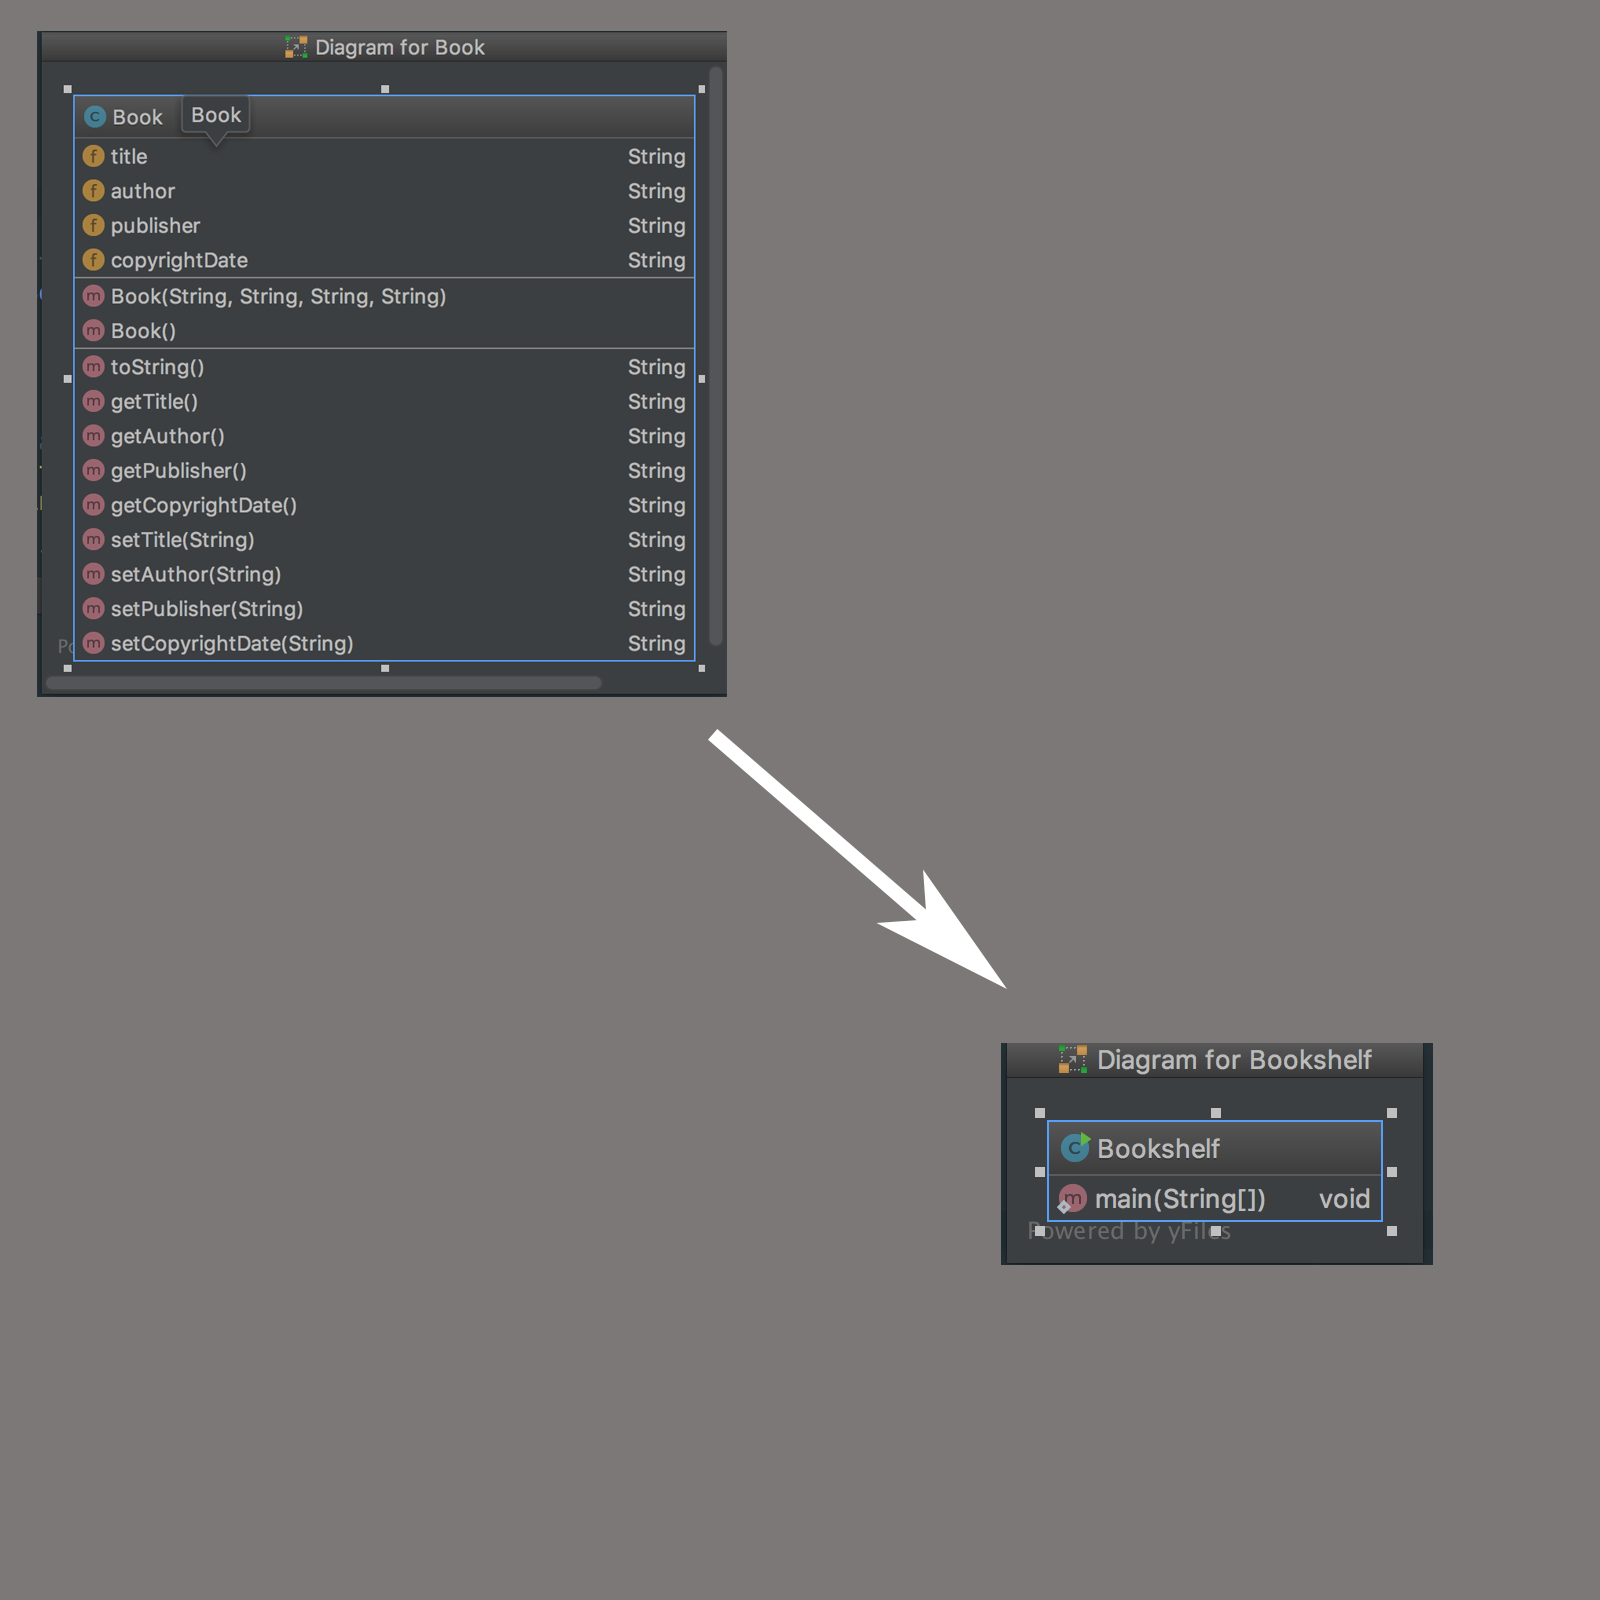 Diagram for Book
Book
Book
title String
author String
publisher String
copyrightDate String
Book(String, String, String, String)
Book()
toString() String
getTitle() String
getAuthor() String
getPublisher() String
getCopyrightDate() String
setTitle(String) String
setAuthor(String) String
setPublisher(String) String
setCopyrightDate(String) String
Diagram for Bookshelf
Bookshelf
main(String[]) void
Powered by yFiles